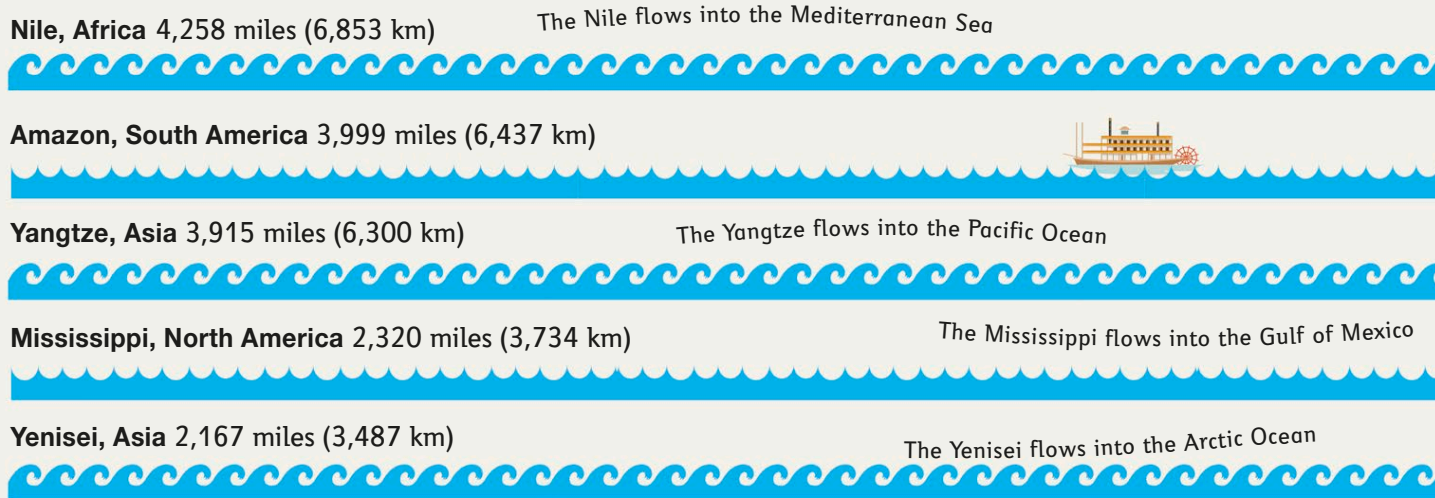 Nile, Africa 4,258 miles (6,853 km)
The Nile flows into the Mediterranean Sea
Amazon, South America 3,999 miles (6,437 km)
Yangtze, Asia 3,915 miles (6,300 km)
The Yangtze flows into the Pacific Ocean
Mississippi, North America 2,320 miles (3,734 km)
The Mississippi flows into the Gulf of Mexico
Yenisei, Asia 2,167 miles (3,487 km)
The Yenisei flows into the Arctic Ocean